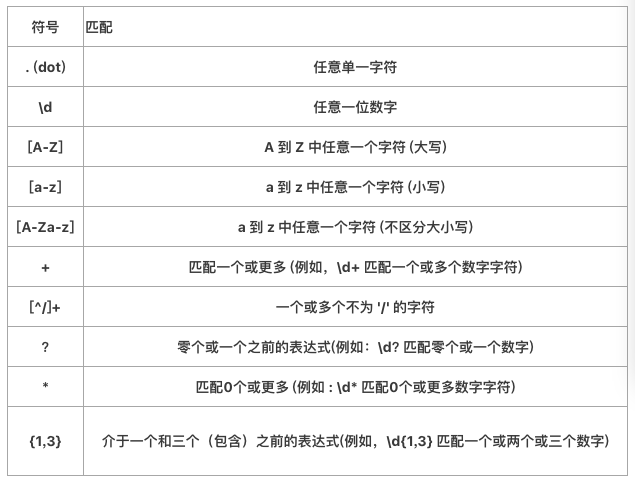 符号 匹配
. (dot) 任意单一字符
\d 任意一位数字
[A-Z] A 到 Z 中任意一个字符 (大写)
[a-z] a 到 z 中任意一个字符 (小写)
[A-Za-z] a 到 z 中任意一个字符 (不区分大小写)
+ 匹配一个或更多 (例如，\d+ 匹配一个或多个数字字符)
[^/]+ 一个或多个不为 '/' 的字符
? 零个或一个之前的表达式(例如：\d? 匹配零个或一个数字)
* 匹配0个或更多 (例如 : \d* 匹配0个或更多数字字符)
{1,3} 介于一个和三个（包含）之前的表达式(例如，\d{1,3} 匹配一个或两个或三个数字)